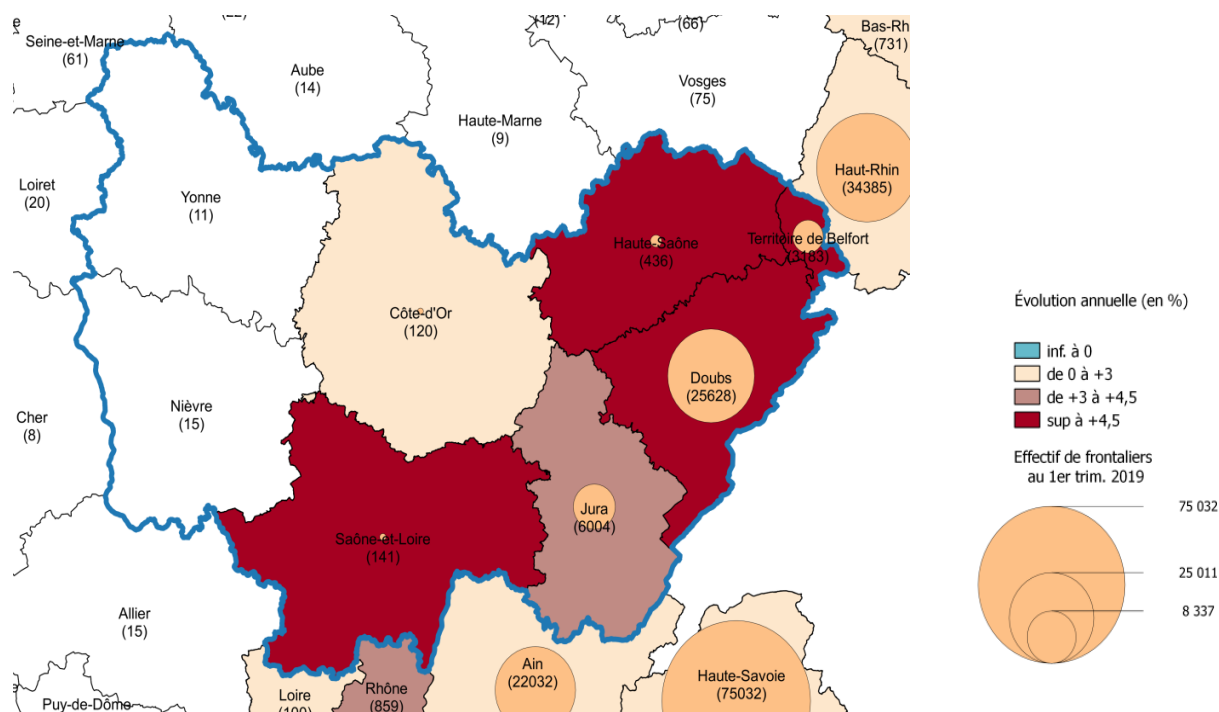 (12)
(66)
Seine-et-Marne
(61)
Aube
(14)
Haute-Marne
(9)
Vosges
(75)
Bas-Rh
(731)
Haut-Rhin
(34385)
Loiret
(20)
Yonne
(11)
Haute-Saône
(436)
Territoire de Belfort
(3183)
Côte-d'Or
(120)
Doubs
(25628)
Cher
(8)
Nièvre
(15)
Jura
(6004)
Saône-et-Loire
(141)
Allier
(15)
Puy-de-Dôme
Loire
Rhône
(859)
Ain
(22032)
Haute-Savoie
(75032)
Évolution annuelle (en %)
inf. à 0
de 0 à +3
de +3 à +4,5
sup à +4,5
Effectif de frontaliers
au 1er trim. 2019
75 032
25 011
8 337